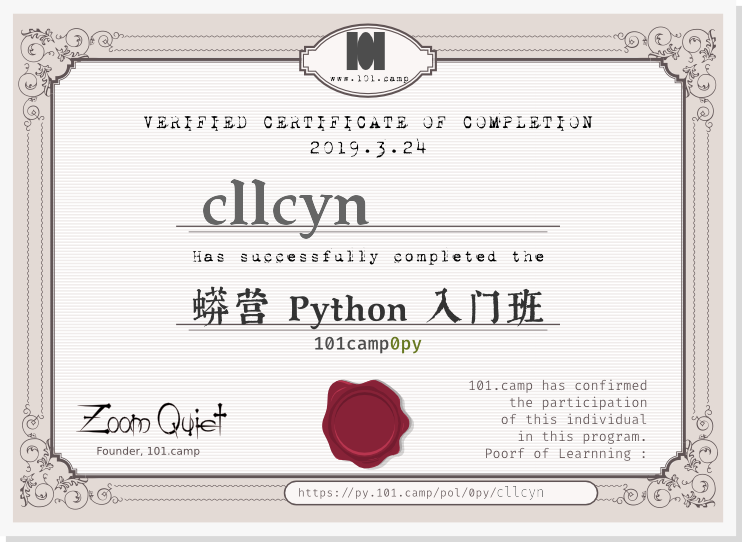 101
www.101.camp
VERIFIED CERTIFICATE OF COMPLETION
2019.3.24
cllcyn
Has successfully completed the
蟒营 Python 入门班
101camp0py
101.camp has confirmed
the participation
of this individual
in this program.
Poorf of Learnning :
Zoom Quiet
Founder, 101.camp
https://py.101.camp/pol/0py/cllcyn